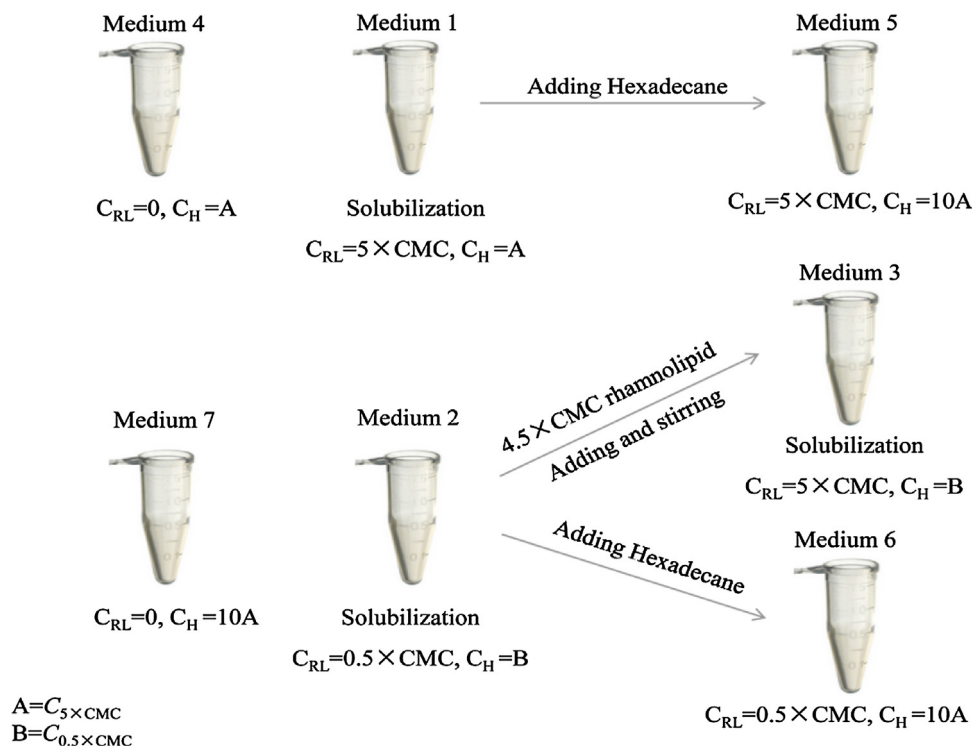 Medium 4
Medium 1
Medium 5
Adding Hexadecane
C_RL=0, C_H=A
Solubilization
C_RL=5×CMC, C_H=A
C_RL=5×CMC, C_H=10A
Medium 3
4.5×CMC rhamnolipid
Adding and stirring
Medium 7
Medium 2
Solubilization
C_RL=5×CMC, C_H=B
Adding Hexadecane
Medium 6
C_RL=0, C_H=10A
Solubilization
C_RL=0.5×CMC, C_H=B
C_RL=0.5×CMC, C_H=10A
A=C_5×CMC
B=C_0.5×CMC